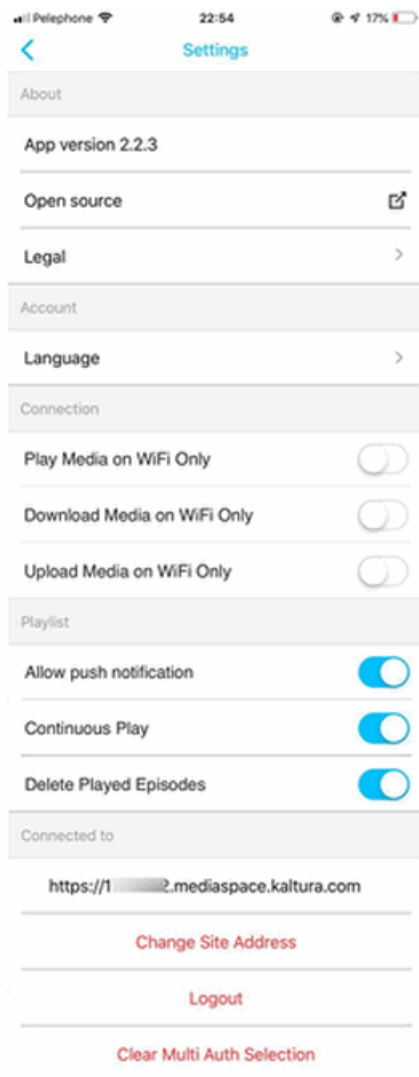 Pelephone 22:54 17%
Settings
About
App version 2.2.3
Open source
Legal
Account
Language
Connection
Play Media on WiFi Only
Download Media on WiFi Only
Upload Media on WiFi Only
Playlist
Allow push notification
Continuous Play
Delete Played Episodes
Connected to
https://1 2.mediaspace.kaltura.com
Change Site Address
Logout
Clear Multi Auth Selection